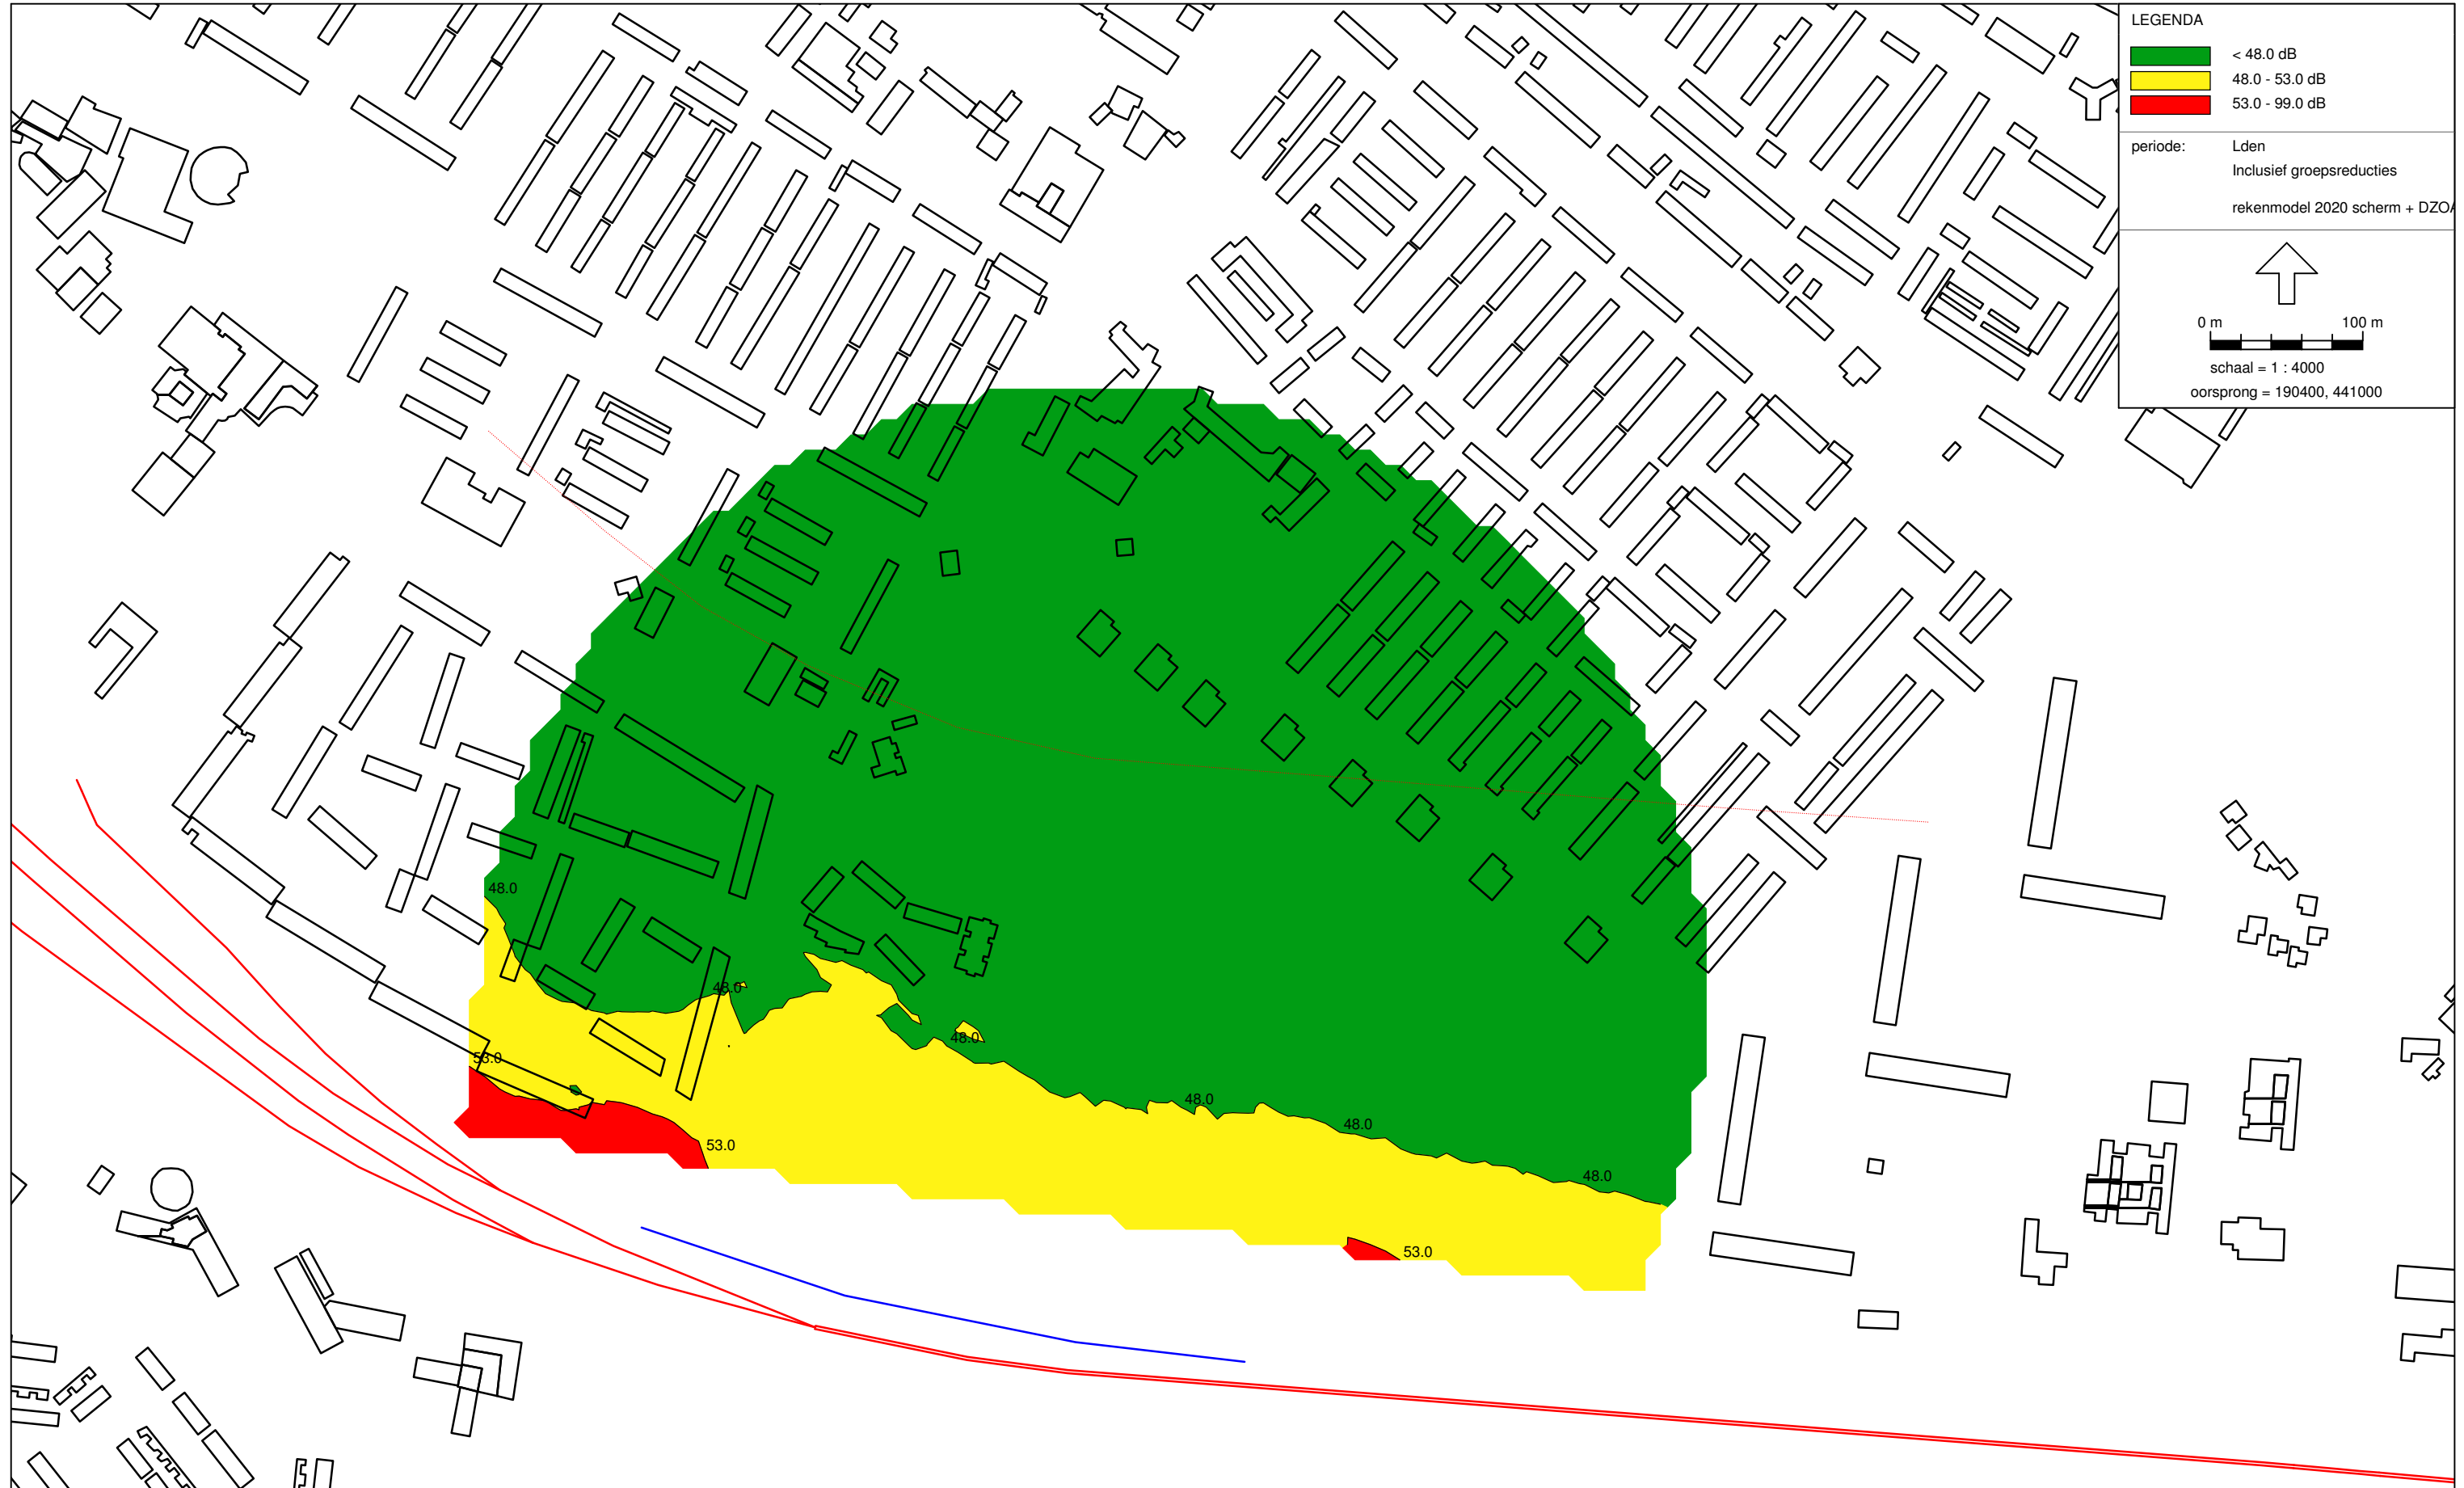 LEGENDA
< 48.0 dB
48.0 - 53.0 dB
53.0 - 99.0 dB
periode: Lden
Inclusief groepsreducties
rekenmodel 2020 scherm + DZOA
0 m 100 m
schaal = 1 : 4000
oorsprong = 190400, 441000
48.0
48.0
48.0
53.0
48.0
48.0
53.0
48.0
53.0